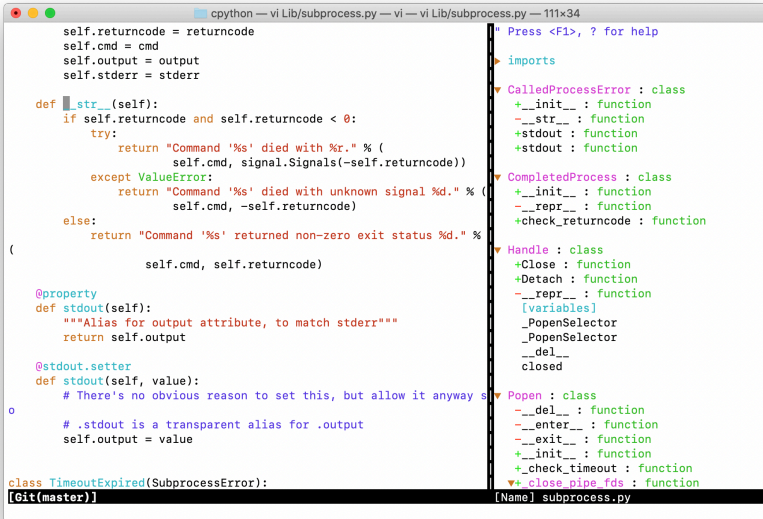 cpython — vi Lib/subprocess.py — vi — vi Lib/subprocess.py — 111×34
self.returncode = returncode
self.cmd = cmd
self.output = output
self.stderr = stderr
def _str__(self):
if self.returncode and self.returncode < 0:
try:
return "Command '%s' died with %r." % (
self.cmd, signal.Signals(-self.returncode))
except ValueError:
return "Command '%s' died with unknown signal %d." % (
self.cmd, -self.returncode)
else:
return "Command '%s' returned non-zero exit status %d." %
(
self.cmd, self.returncode)
@property
def stdout(self):
"""Alias for output attribute, to match stderr"""
return self.output
@stdout.setter
def stdout(self, value):
# There's no obvious reason to set this, but allow it anyway s
o
# .stdout is a transparent alias for .output
self.output = value
class TimeoutExpired(SubprocessError):
[Git(master)]
" Press <F1>, ? for help
▶ imports
▼ CalledProcessError : class
+__init__ : function
-__str__ : function
+stdout : function
+stdout : function
▼ CompletedProcess : class
+__init__ : function
-__repr__ : function
+check_returncode : function
▼ Handle : class
+Close : function
+Detach : function
-__repr__ : function
[variables]
_PopenSelector
_PopenSelector
__del__
closed
▼ Popen : class
-__del__ : function
-__enter__ : function
-__exit__ : function
+__init__ : function
+_check_timeout : function
▼+_close_pipe_fds : function
[Name] subprocess.py